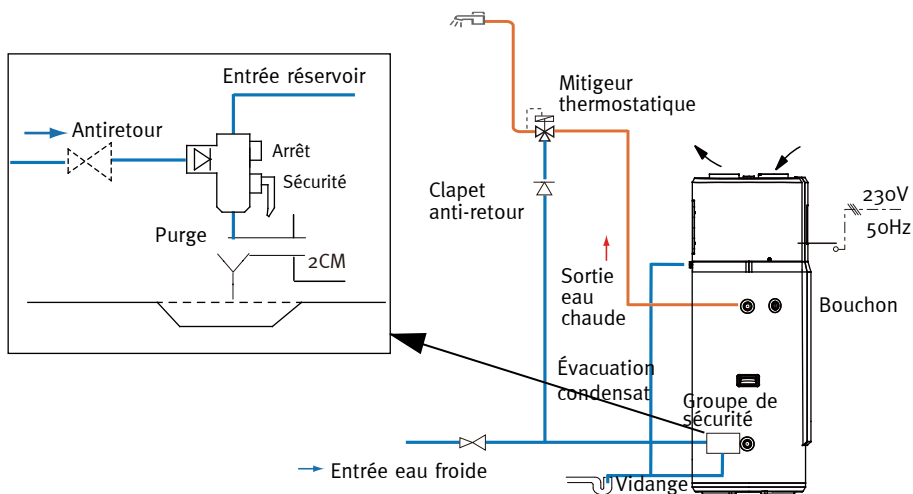 Entrée réservoir
Antiretour
Arrêt
Sécurité
Purge
2CM
Mitigeur
thermostatique
Clapet
anti-retour
230V
50Hz
Sortie
eau
chaude
Bouchon
Évacuation
condensat
Groupe de
sécurité
Entrée eau froide
Vidange